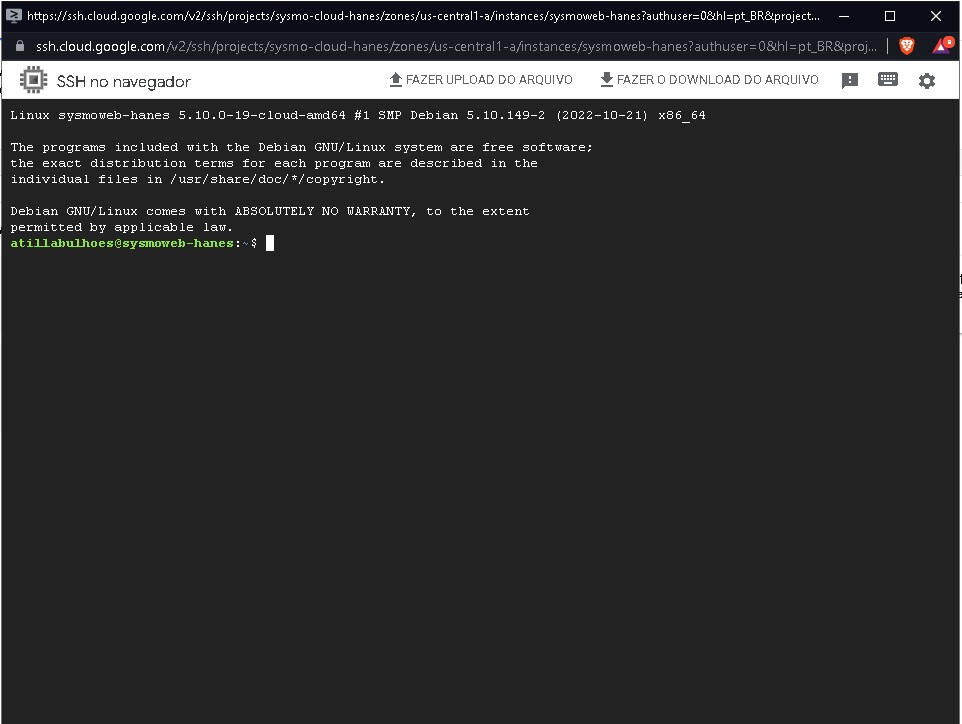 https://ssh.cloud.google.com/v2/ssh/projects/sysmo-cloud-hanes/zones/us-central1-a/instances/sysmoweb-hanes?authuser=0&hl=pt_BR&project...
ssh.cloud.google.com/v2/ssh/projects/sysmo-cloud-hanes/zones/us-central1-a/instances/sysmoweb-hanes?authuser=0&hl=pt_BR&proj...
SSH no navegador
FAZER UPLOAD DO ARQUIVO
FAZER O DOWNLOAD DO ARQUIVO
Linux sysmoweb-hanes 5.10.0-19-cloud-amd64 #1 SMP Debian 5.10.149-2 (2022-10-21) x86_64
The programs included with the Debian GNU/Linux system are free software;
the exact distribution terms for each program are described in the
individual files in /usr/share/doc/*/copyright.
Debian GNU/Linux comes with ABSOLUTELY NO WARRANTY, to the extent
permitted by applicable law.
atillabulhoes@sysmoweb-hanes:~$